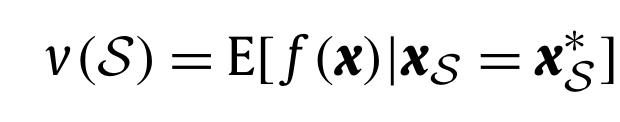 v(𝒮) = E[f(𝒙)|𝒙_𝒮 = 𝒙*_𝒮]